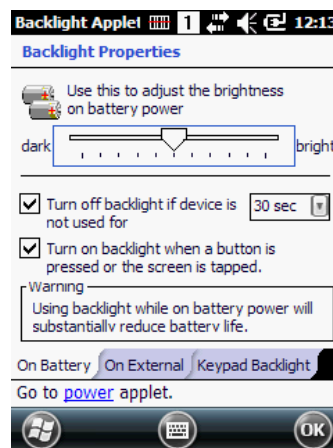 Backlight Applet 1 12:13
Backlight Properties
Use this to adjust the brightness
on battery power
dark bright
Turn off backlight if device is 30 sec
not used for
Turn on backlight when a button is
pressed or the screen is tapped.
Warning
Using backlight while on battery power will
substantially reduce battery life.
On Battery On External Keypad Backlight
Go to power applet.
OK